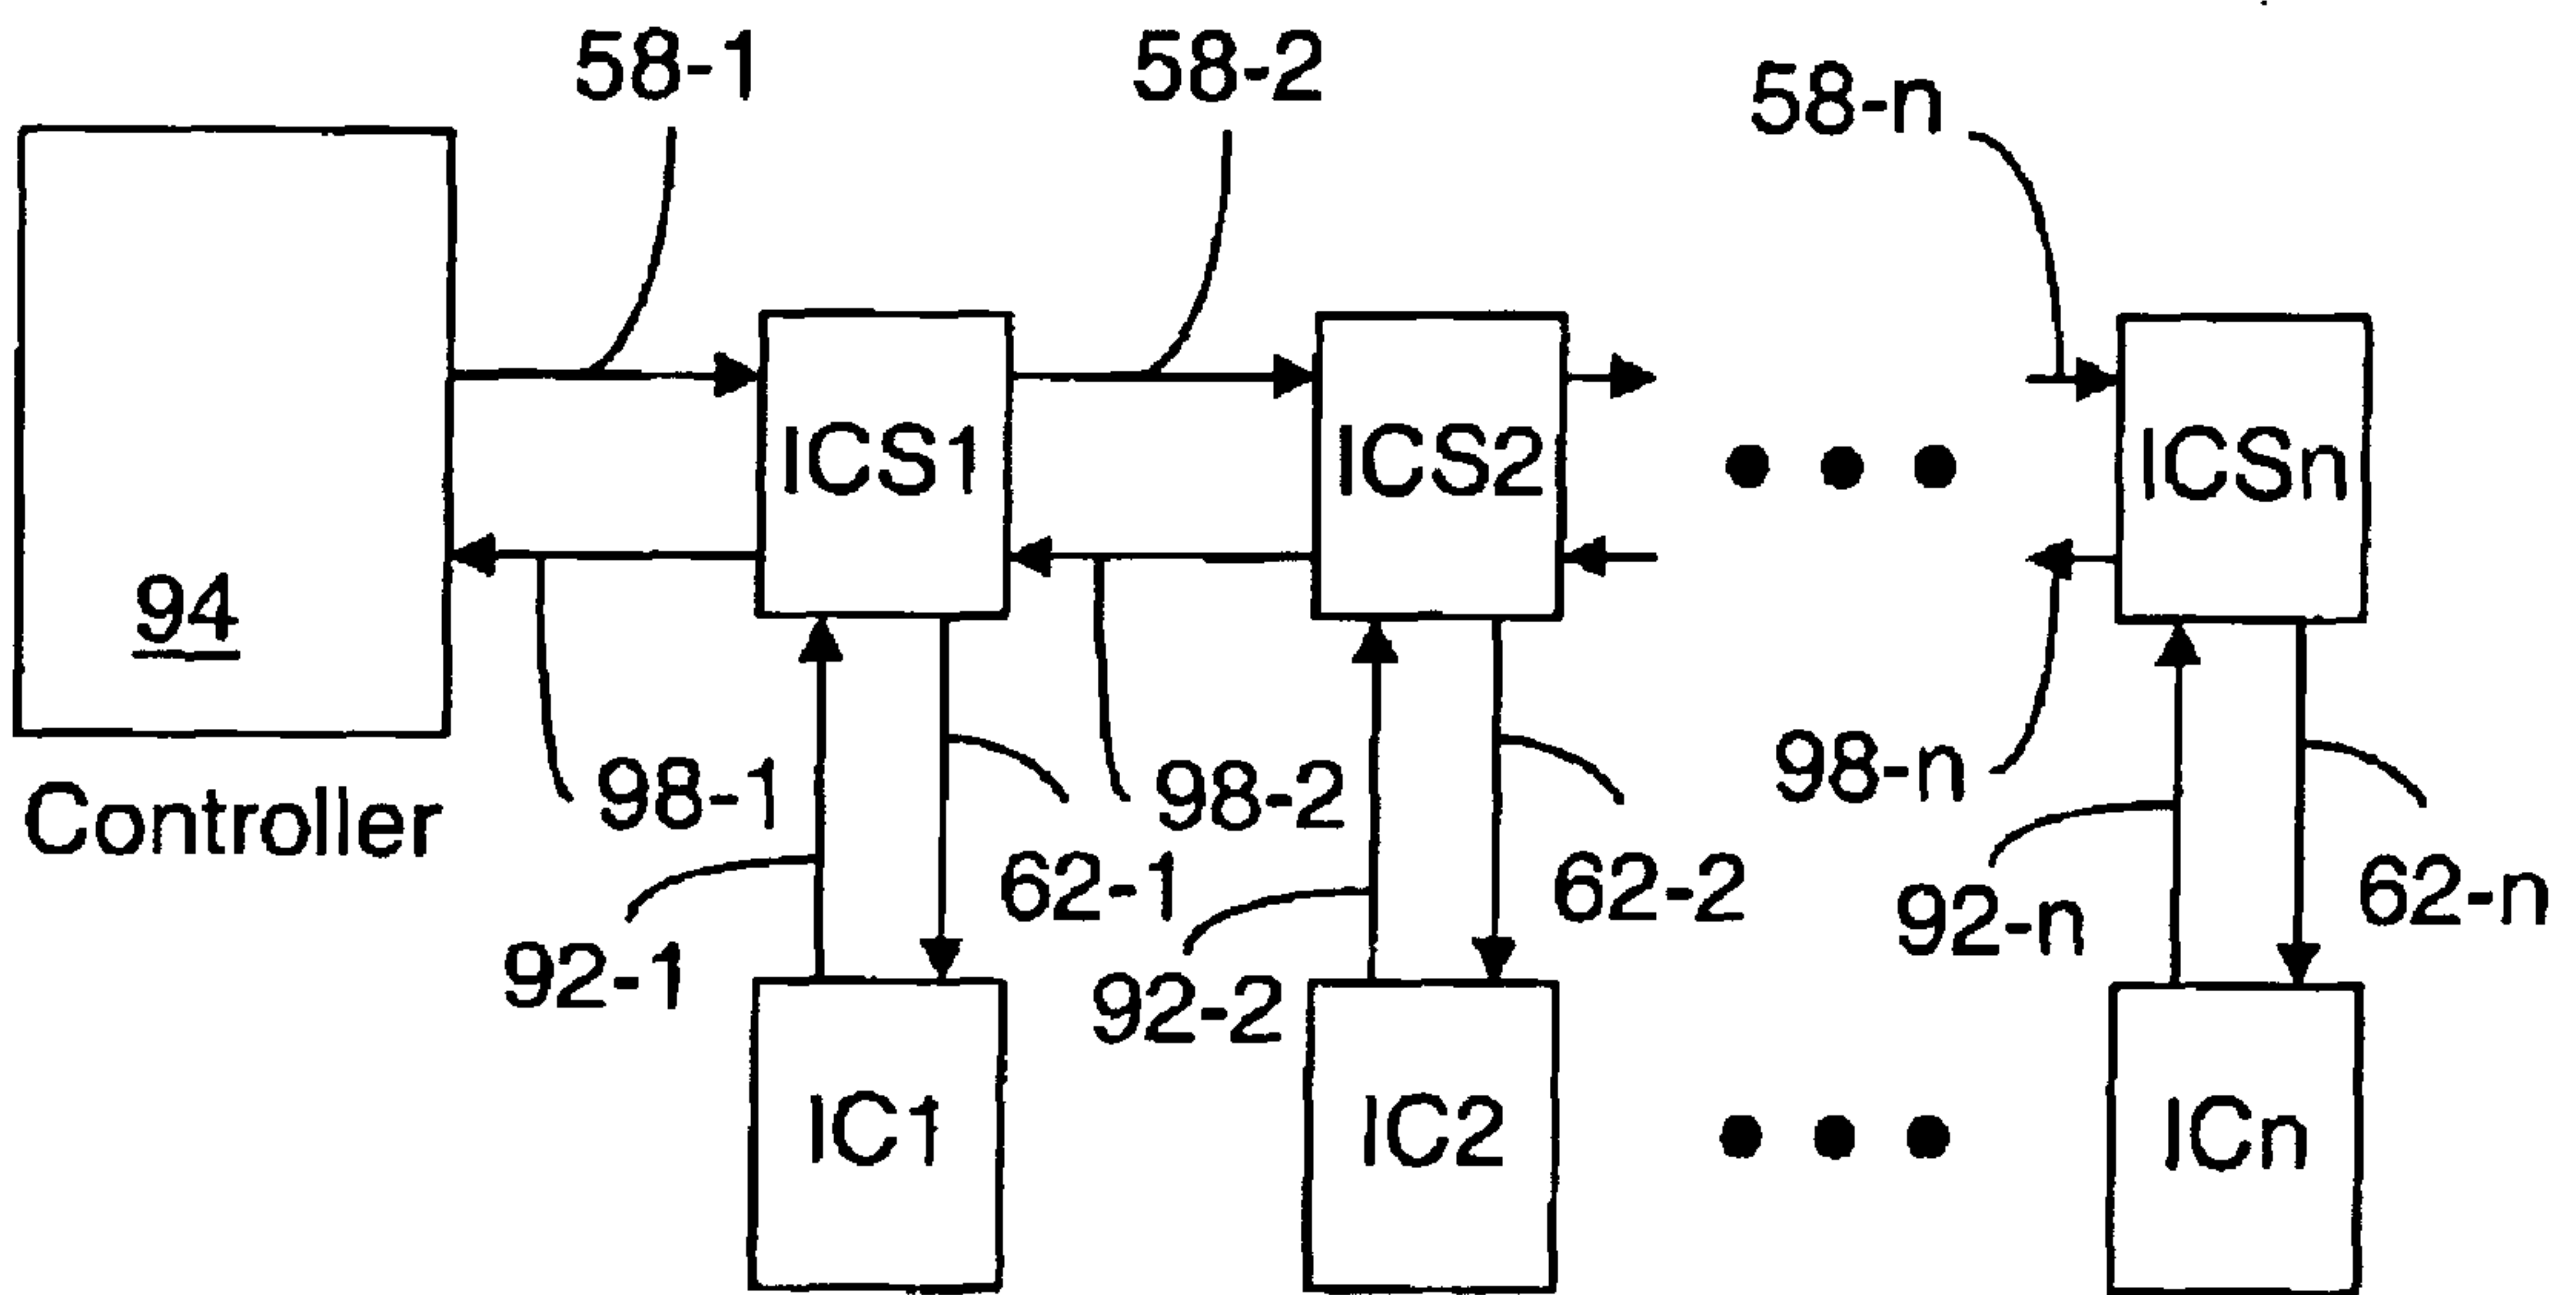 58-1
58-2
58-n
ICS1
ICS2
ICSn
94
Controller
98-1
98-2
98-n
62-1
62-2
62-n
92-1
92-2
92-n
IC1
IC2
ICn